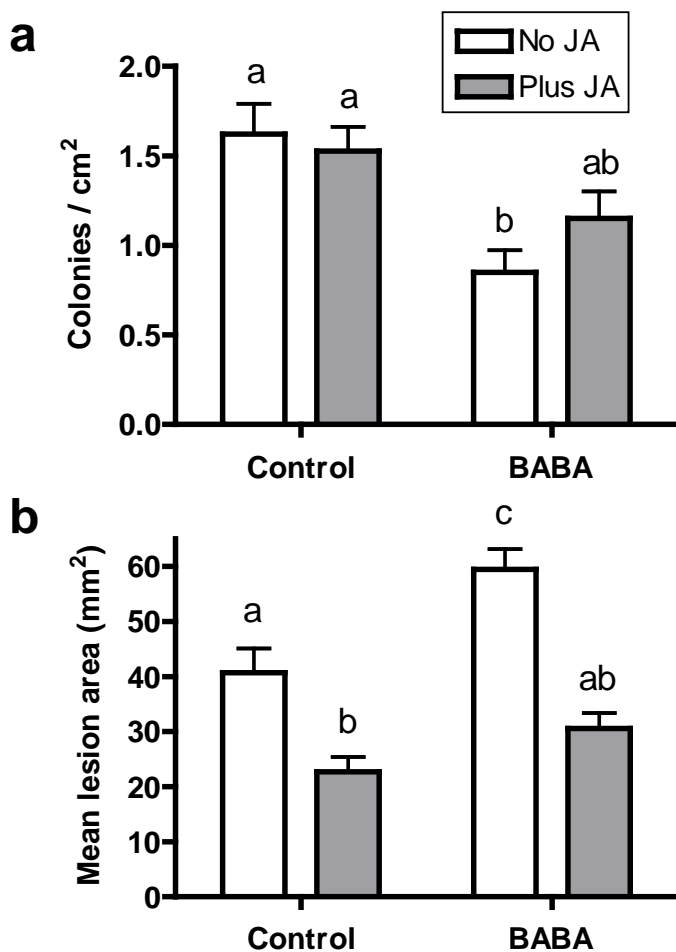 a
No JA
Plus JA
Colonies / cm²
2.0
1.5
1.0
0.5
0.0
a
a
b
ab
Control
BABA
b
Mean lesion area (mm²)
60
50
40
30
20
10
0
a
b
c
ab
Control
BABA